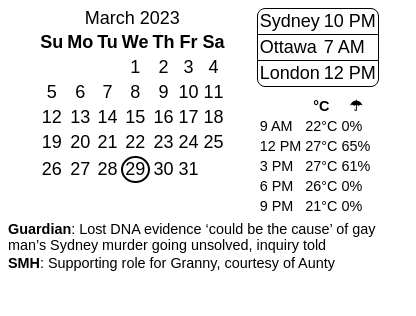 March 2023
Su Mo Tu We Th Fr Sa
1 2 3 4
5 6 7 8 9 10 11
12 13 14 15 16 17 18
19 20 21 22 23 24 25
26 27 28 29 30 31
Sydney 10 PM
Ottawa 7 AM
London 12 PM
°C ☂
9 AM 22°C 0%
12 PM 27°C 65%
3 PM 27°C 61%
6 PM 26°C 0%
9 PM 21°C 0%
Guardian: Lost DNA evidence ‘could be the cause’ of gay
man’s Sydney murder going unsolved, inquiry told
SMH: Supporting role for Granny, courtesy of Aunty